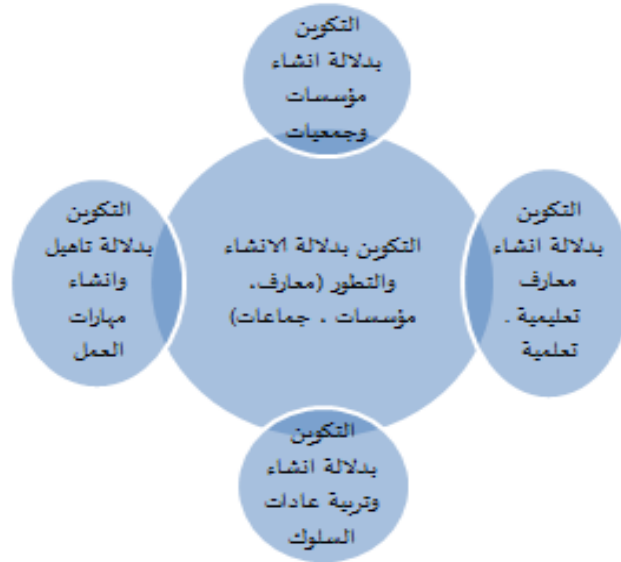 التكوين
بدلالة انشاء
مؤسسات
وجمعيات
التكوين
بدلالة انشاء
معارف
تعليمية .
تعلمية
التكوين بدلالة الانشاء
والتطور (معارف،
مؤسسات ، جماعات)
التكوين
بدلالة تاهيل
وانشاء
مهارات
العمل
التكوين
بدلالة انشاء
وتربية عادات
السلوك